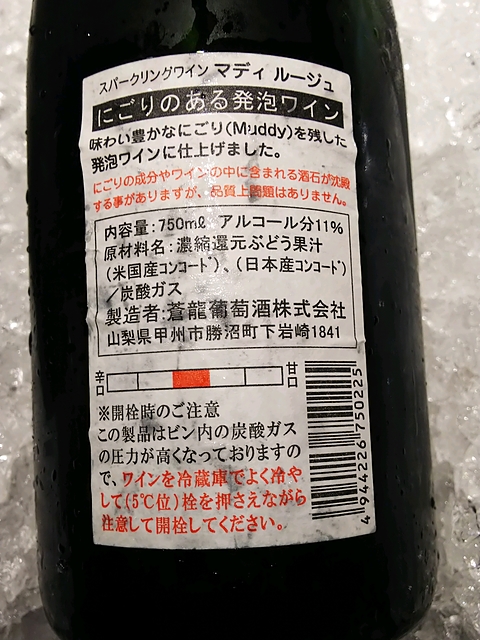 スパークリングワイン マディ ルージュ
にごりのある発泡ワイン
味わい豊かなにごり(Muddy)を残した
発泡ワインに仕上げました。
にごりの成分やワインの中に含まれる酒石が沈殿
する事がありますが、品質上問題はありません。
内容量:750mℓ アルコール分11%
原材料名:濃縮還元ぶどう果汁
(米国産ｺﾝｺｰﾄﾞ)、(日本産ｺﾝｺｰﾄﾞ)
/炭酸ガス
製造者:蒼龍葡萄酒株式会社
山梨県甲州市勝沼町下岩崎1841
辛口 甘口
※開栓時のご注意
この製品はビン内の炭酸ガス
の圧力が高くなっておりますの
で、ワインを冷蔵庫でよく冷や
して(5℃位)栓を押さえながら
注意して開栓してください。
4944226750225